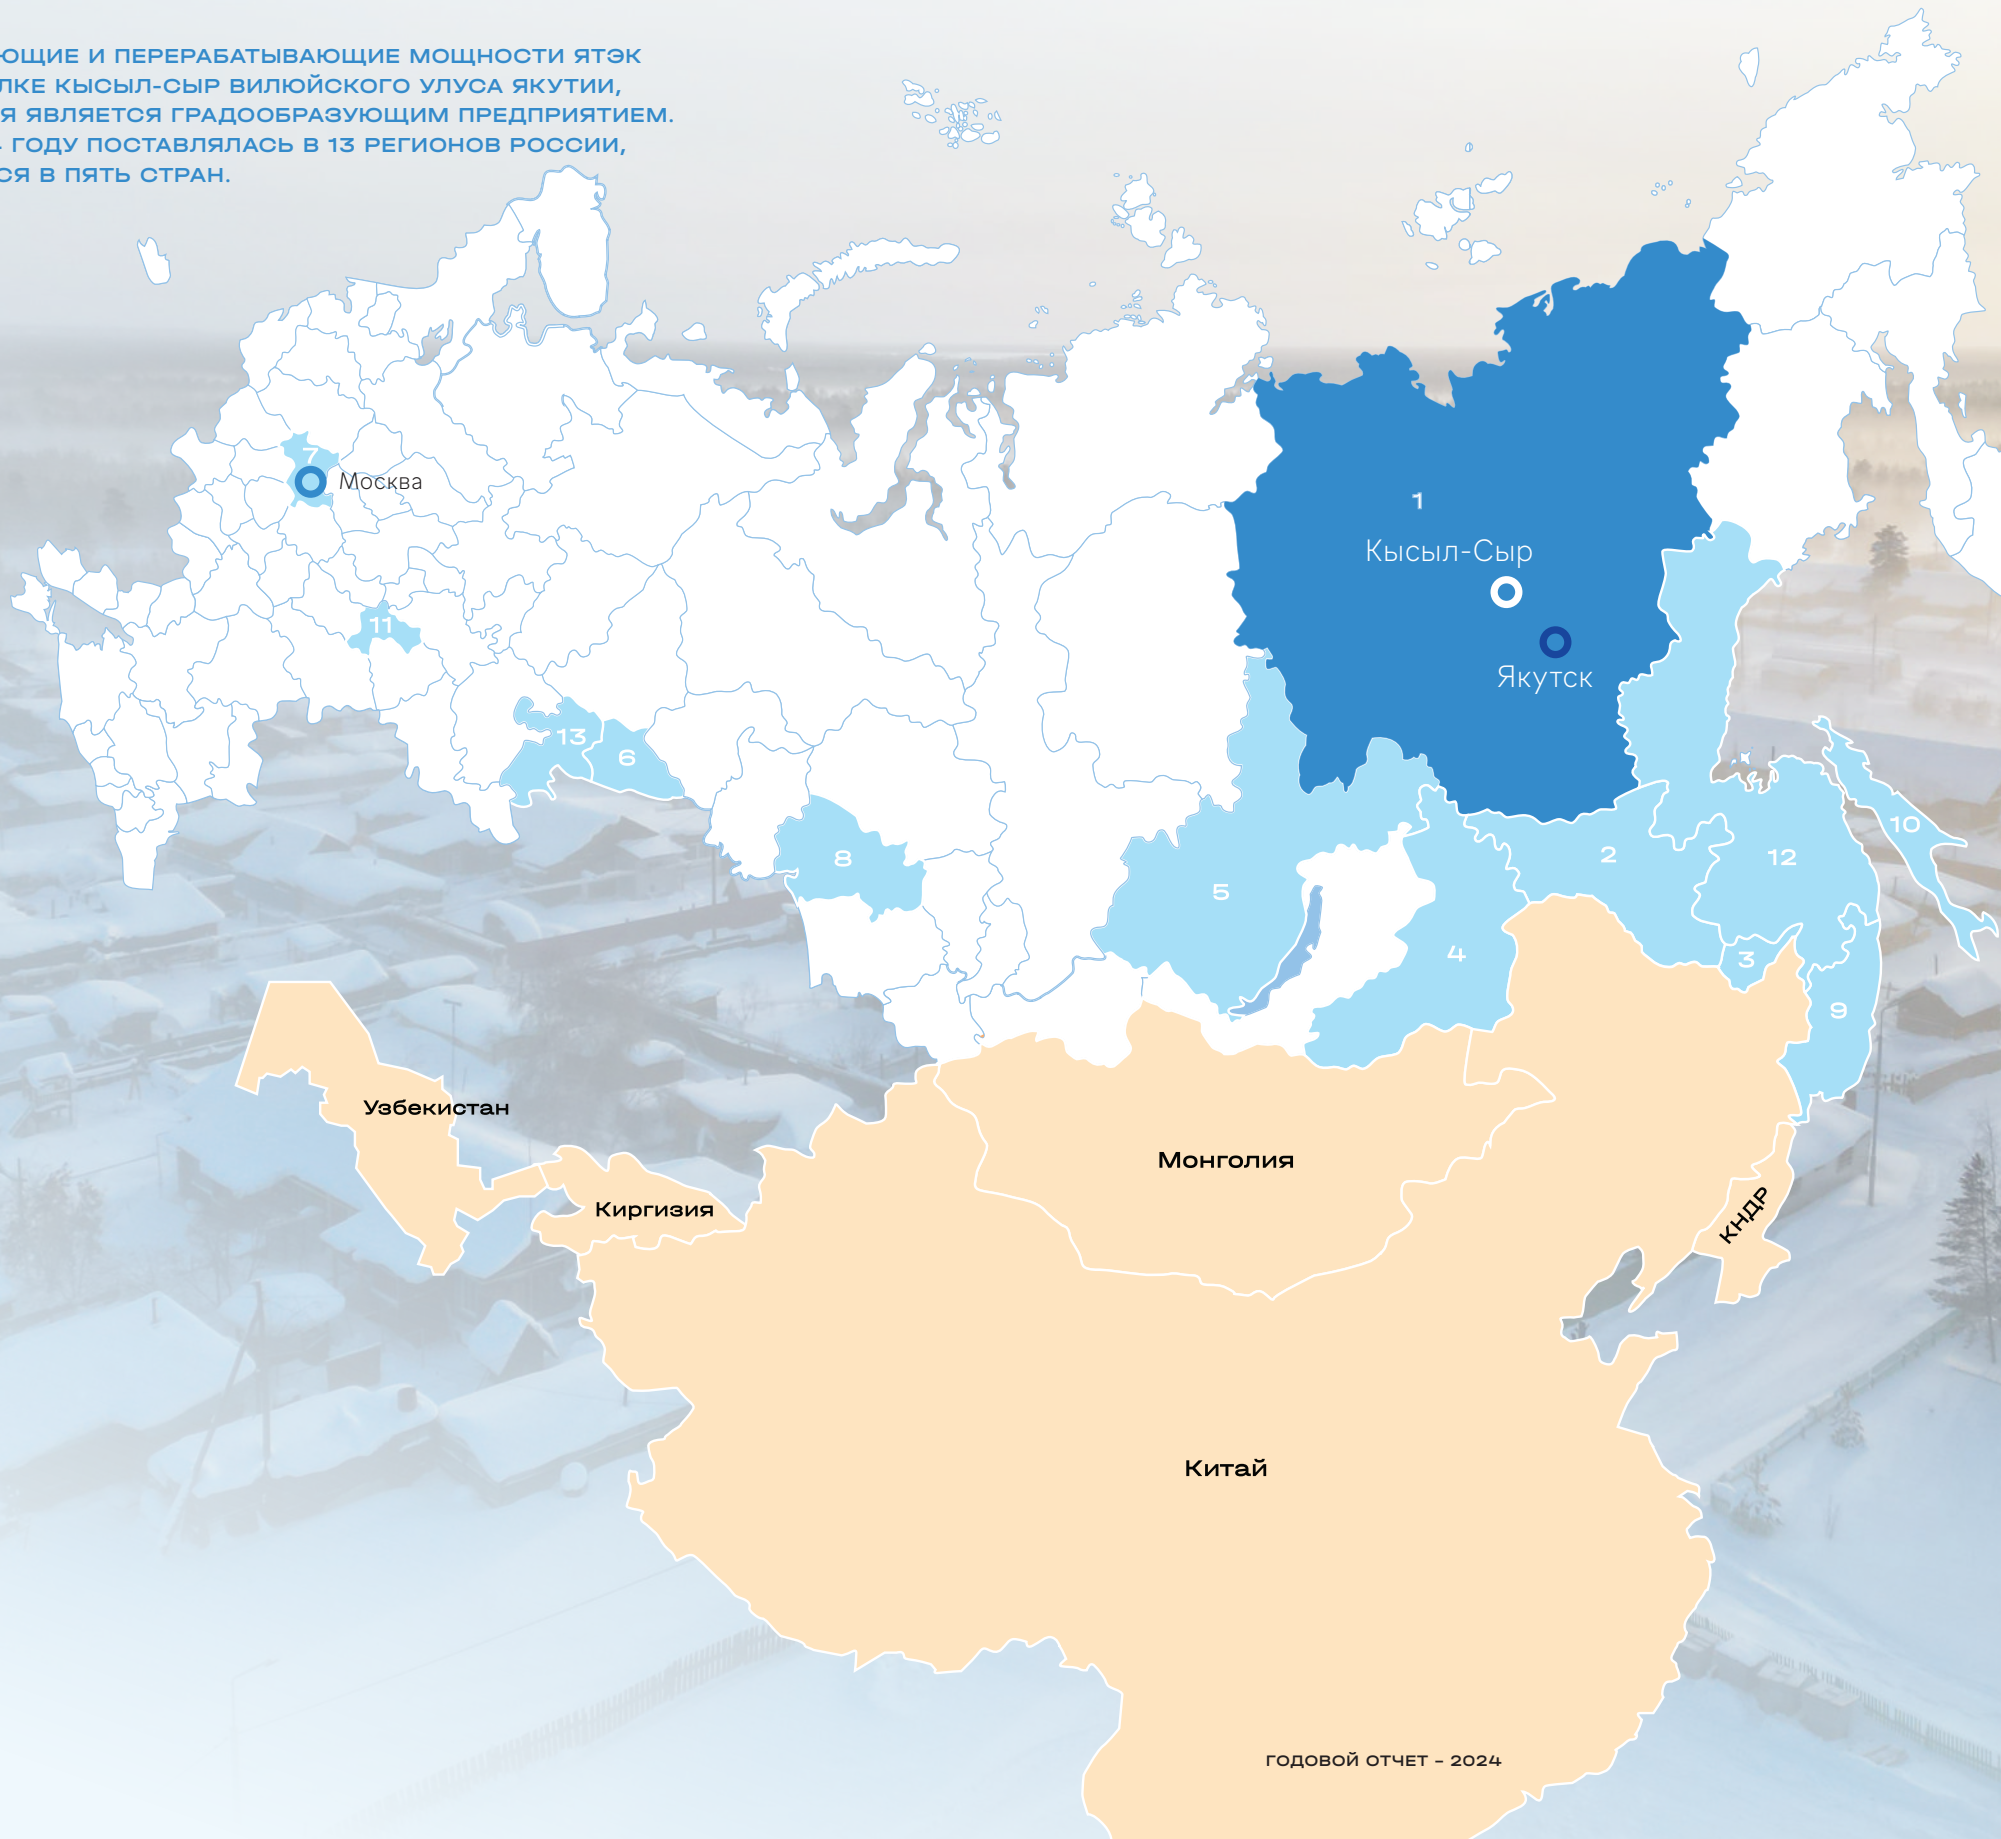 ЮЩИЕ И ПЕРЕРАБАТЫВАЮЩИЕ МОЩНОСТИ ЯТЭК
ЛКЕ КЫСЫЛ-СЫР ВИЛЮЙСКОГО УЛУСА ЯКУТИИ,
Я ЯВЛЯЕТСЯ ГРАДООБРАЗУЮЩИМ ПРЕДПРИЯТИЕМ.
ГОДУ ПОСТАВЛЯЛАСЬ В 13 РЕГИОНОВ РОССИИ,
СЯ В ПЯТЬ СТРАН.
7
Москва
1
Кысыл-Сыр
11
Якутск
13
6
10
8
2
12
5
4
3
9
Узбекистан
Монголия
Киргизия
КНДР
Китай
ГОДОВОЙ ОТЧЕТ – 2024